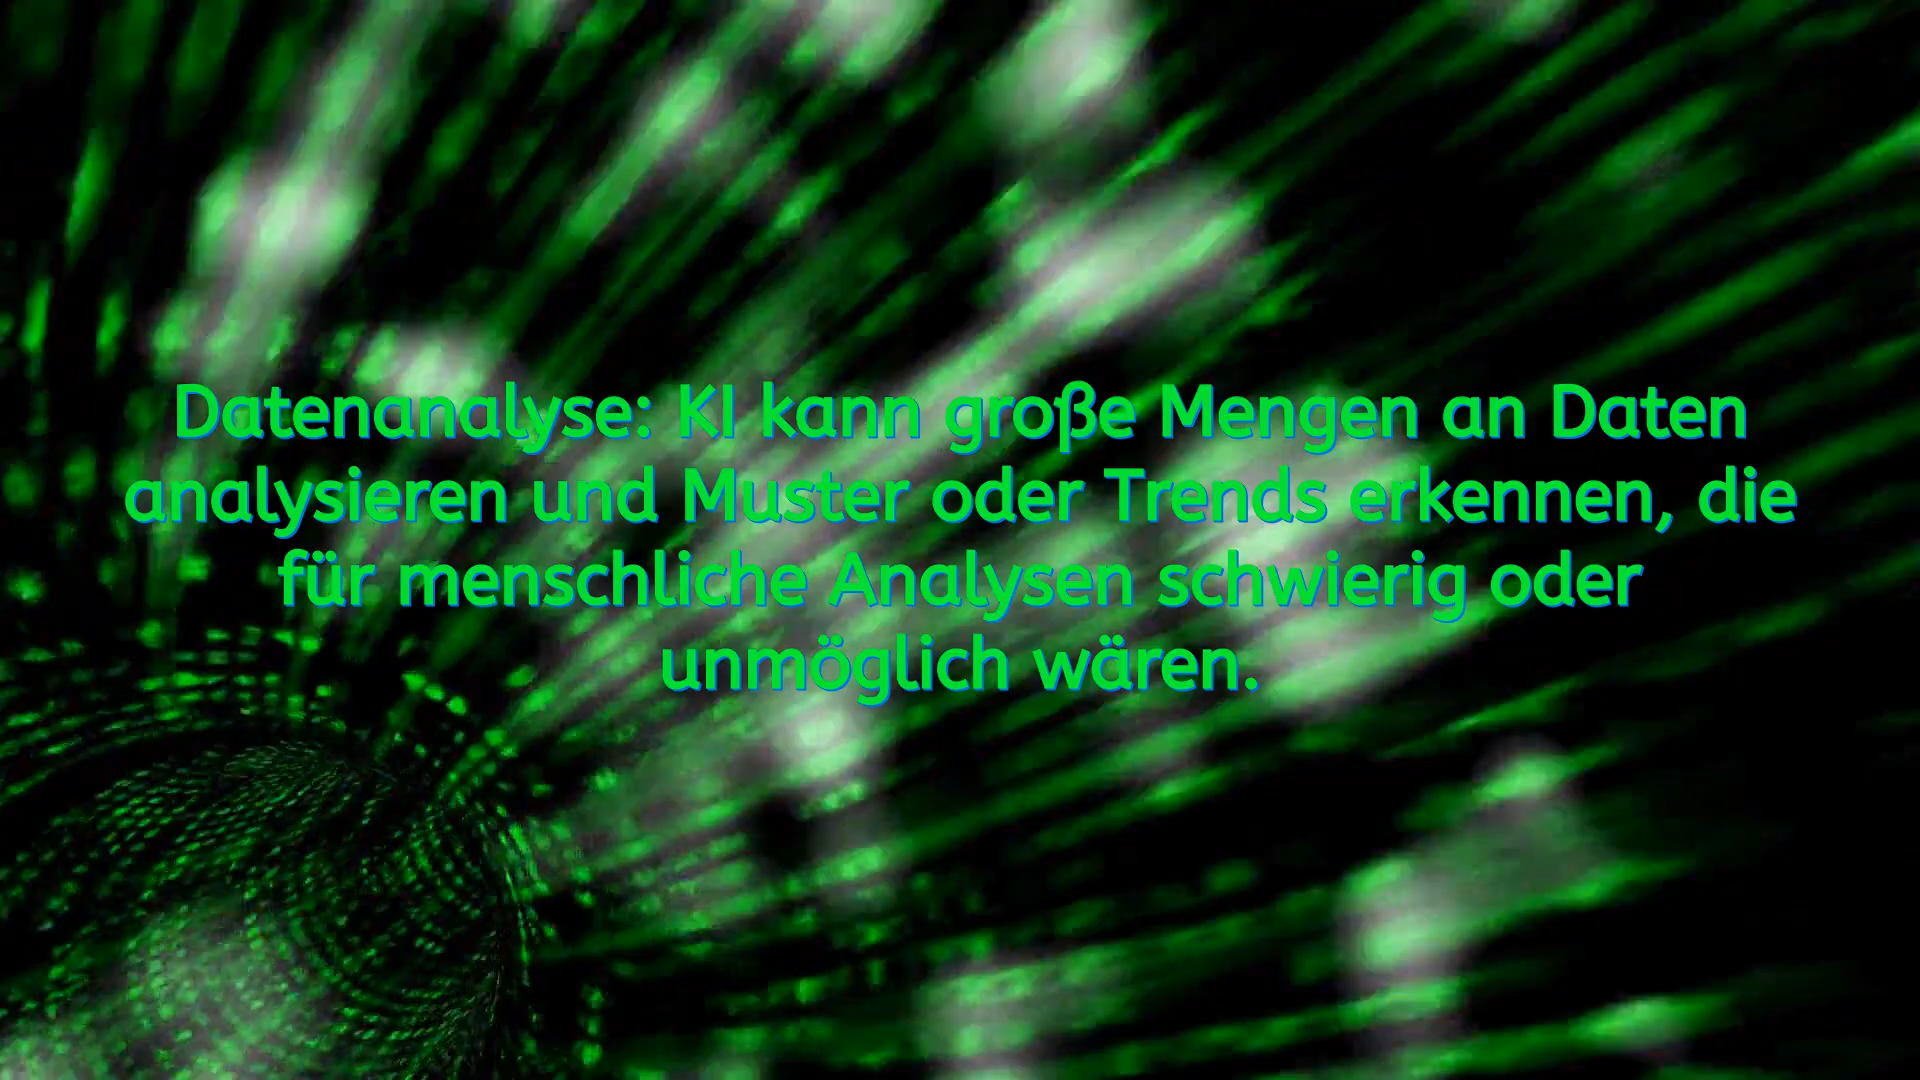 Datenanalyse: KI kann große Mengen an Daten
analysieren und Muster oder Trends erkennen, die
für menschliche Analysen schwierig oder
unmöglich wären.